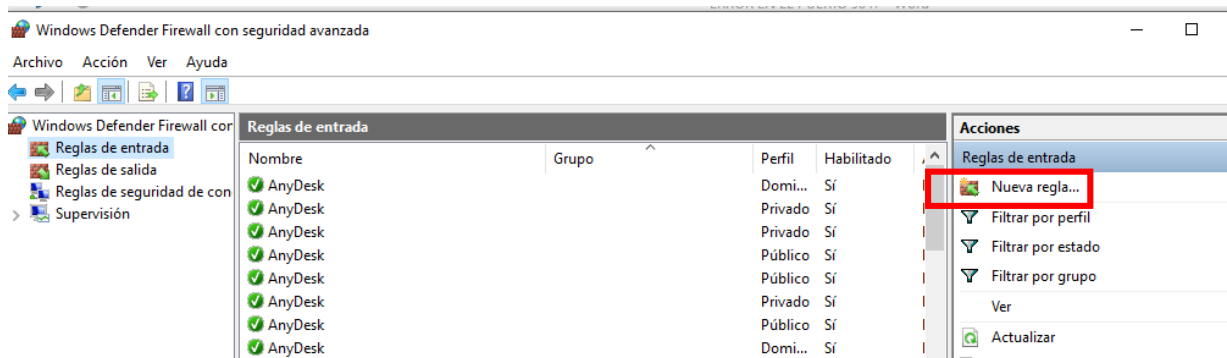 Windows Defender Firewall con seguridad avanzada
Archivo Acción Ver Ayuda
Windows Defender Firewall con
Reglas de entrada
Reglas de salida
Reglas de seguridad de con
Supervisión
Reglas de entrada
Nombre Grupo Perfil Habilitado
AnyDesk Domi... Sí
AnyDesk Privado Sí
AnyDesk Privado Sí
AnyDesk Público Sí
AnyDesk Público Sí
AnyDesk Privado Sí
AnyDesk Público Sí
AnyDesk Domi... Sí
Acciones
Reglas de entrada
Nueva regla...
Filtrar por perfil
Filtrar por estado
Filtrar por grupo
Ver
Actualizar